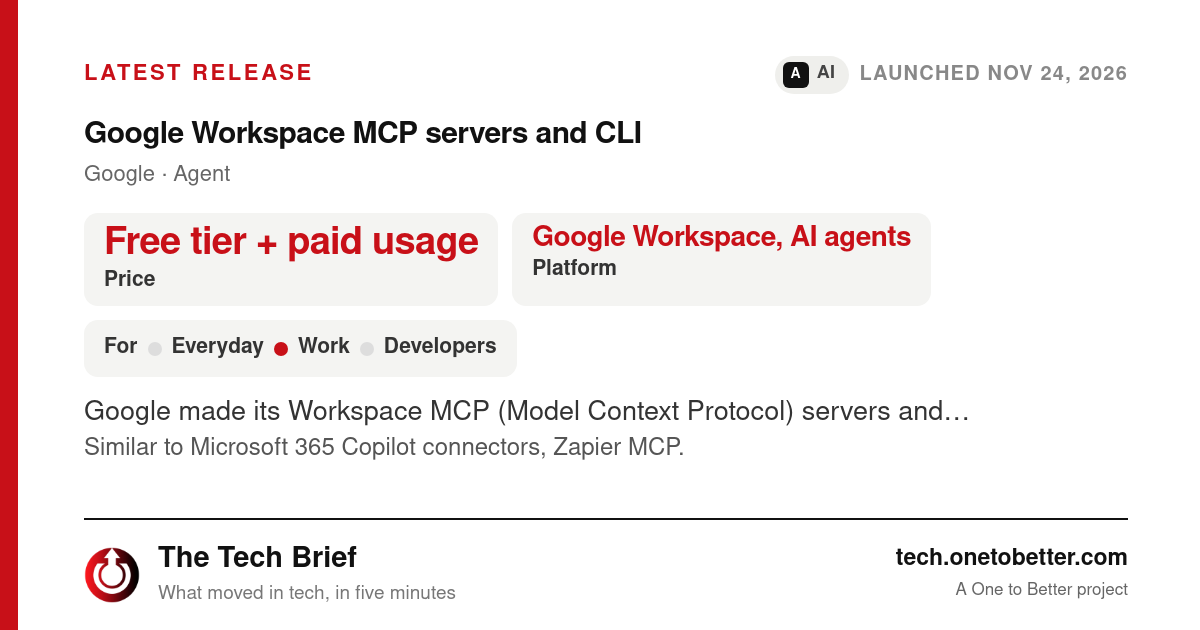 LATEST RELEASE
A AI LAUNCHED NOV 24, 2026
Google Workspace MCP servers and CLI
Google · Agent
Free tier + paid usage
Price
Google Workspace, AI agents
Platform
For Everyday Work Developers
Google made its Workspace MCP (Model Context Protocol) servers and…
Similar to Microsoft 365 Copilot connectors, Zapier MCP.
The Tech Brief
What moved in tech, in five minutes
tech.onetobetter.com
A One to Better project